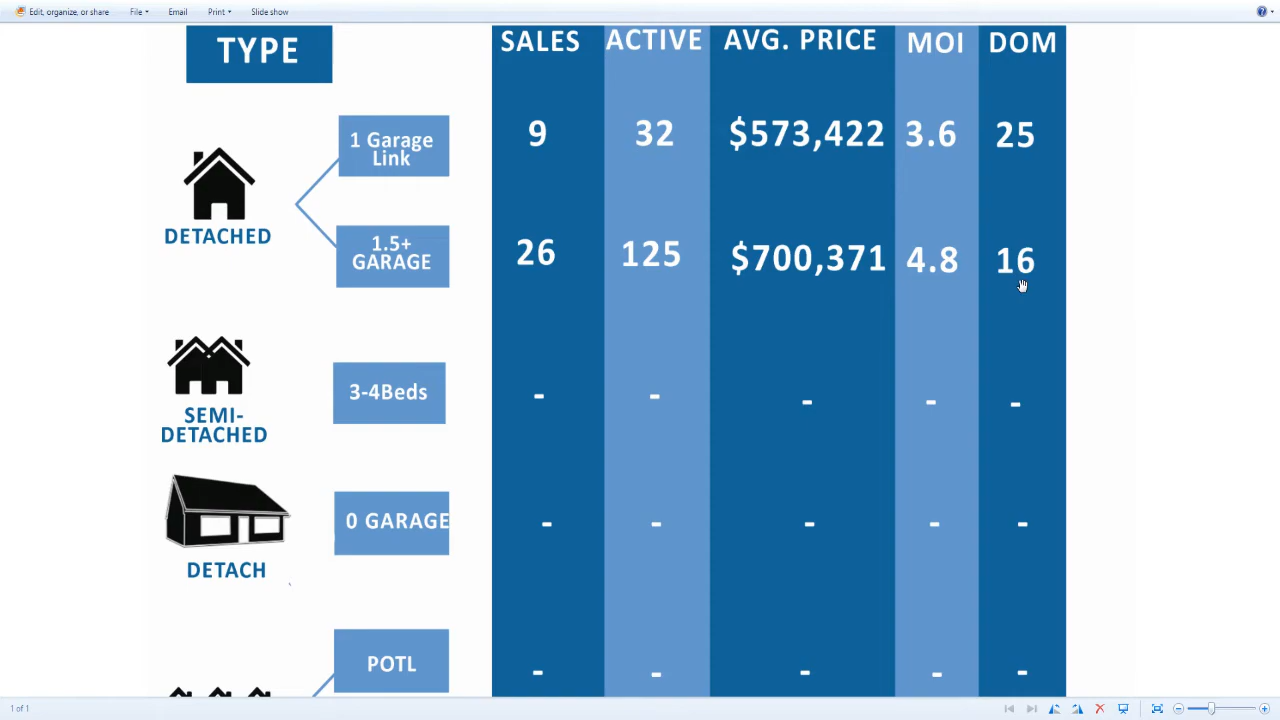 Edit, organize, or share File Email Print Slide show
TYPE SALES ACTIVE AVG. PRICE MOI DOM
1 Garage
Link
9 32 $573,422 3.6 25
DETACHED
1.5+
GARAGE
26 125 $700,371 4.8 16
SEMI-
DETACHED
3-4Beds
- - - - -
DETACH
0 GARAGE
- - - - -
POTL
- - - - -
1 of 1